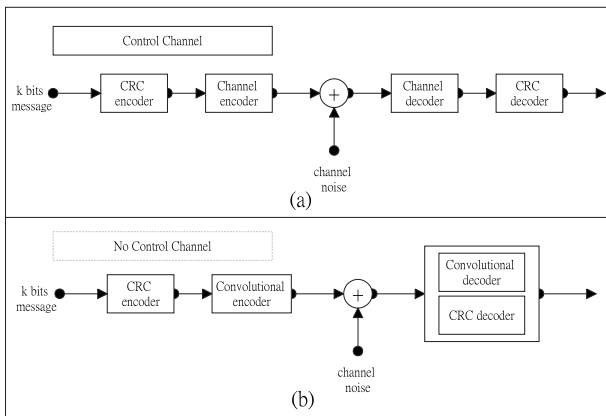 Control Channel
k bits
message
CRC
encoder
Channel
encoder
+
Channel
decoder
CRC
decoder
channel
noise
(a)
No Control Channel
k bits
message
CRC
encoder
Convolutional
encoder
+
Convolutional
decoder
CRC decoder
channel
noise
(b)